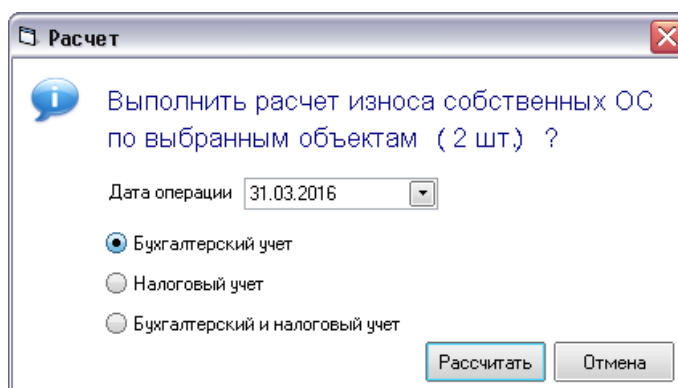 Расчет
Выполнить расчет износа собственных ОС
по выбранным объектам ( 2 шт.) ?
Дата операции 31.03.2016
Бухгалтерский учет
Налоговый учет
Бухгалтерский и налоговый учет
Рассчитать Отмена